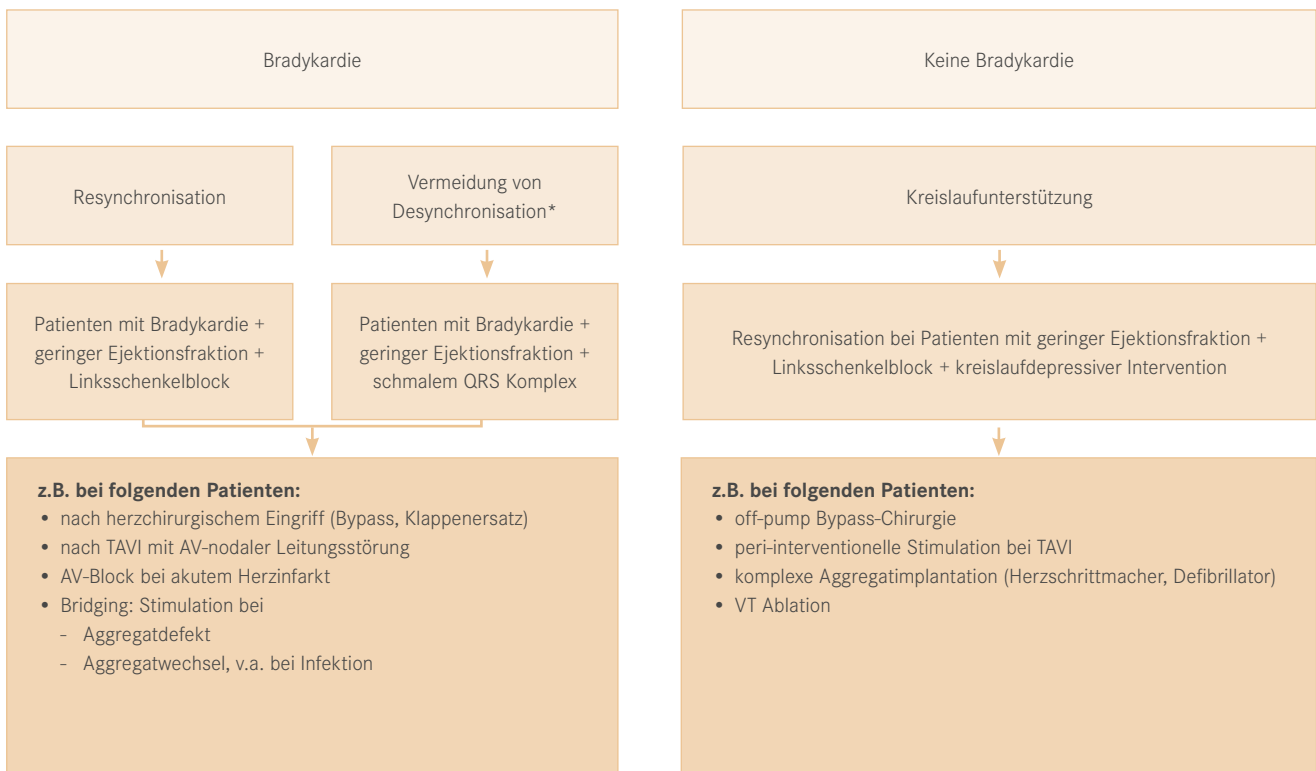 Bradykardie
Keine Bradykardie
Resynchronisation
Vermeidung von
Desynchronisation*
Kreislaufunterstützung
Patienten mit Bradykardie +
geringer Ejektionsfraktion +
Linksschenkelblock
Patienten mit Bradykardie +
geringer Ejektionsfraktion +
schmalem QRS Komplex
Resynchronisation bei Patienten mit geringer Ejektionsfraktion +
Linksschenkelblock + kreislaufdepressiver Intervention
z.B. bei folgenden Patienten:
• nach herzchirurgischem Eingriff (Bypass, Klappenersatz)
• nach TAVI mit AV-nodaler Leitungsstörung
• AV-Block bei akutem Herzinfarkt
• Bridging: Stimulation bei
- Aggregatdefekt
- Aggregatwechsel, v.a. bei Infektion
z.B. bei folgenden Patienten:
• off-pump Bypass-Chirurgie
• peri-interventionelle Stimulation bei TAVI
• komplexe Aggregatimplantation (Herzschrittmacher, Defibrillator)
• VT Ablation